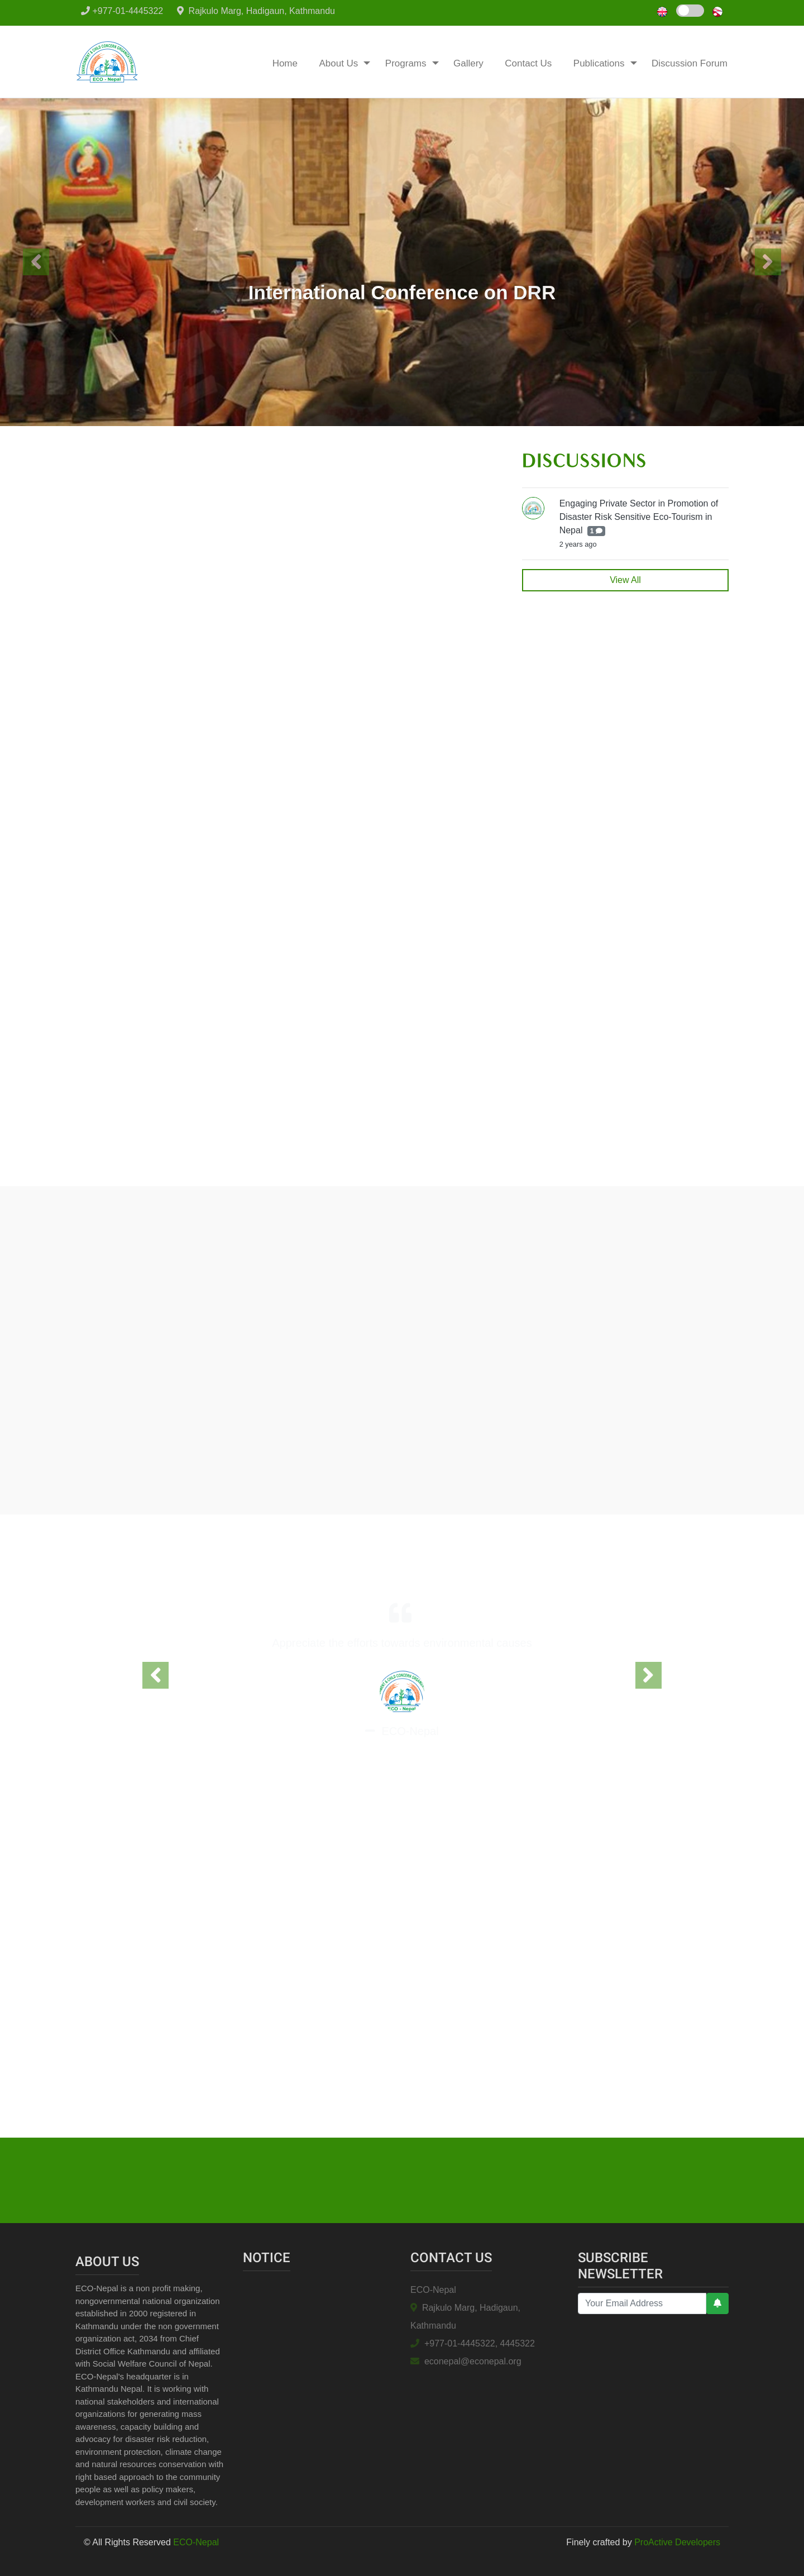 +977-01-4445322 Rajkulo Marg, Hadigaun, Kathmandu
ECO - Nepal
Home About Us Programs Gallery Contact Us Publications Discussion Forum
International Conference on DRR
DISCUSSIONS
Engaging Private Sector in Promotion of
Disaster Risk Sensitive Eco-Tourism in
Nepal 1
2 years ago
View All
ECO - Nepal
ABOUT US
ECO-Nepal is a non profit making,
nongovernmental national organization
established in 2000 registered in
Kathmandu under the non government
organization act, 2034 from Chief
District Office Kathmandu and affiliated
with Social Welfare Council of Nepal.
ECO-Nepal's headquarter is in
Kathmandu Nepal. It is working with
national stakeholders and international
organizations for generating mass
awareness, capacity building and
advocacy for disaster risk reduction,
environment protection, climate change
and natural resources conservation with
right based approach to the community
people as well as policy makers,
development workers and civil society.
NOTICE
CONTACT US
ECO-Nepal
Rajkulo Marg, Hadigaun,
Kathmandu
+977-01-4445322, 4445322
econepal@econepal.org
SUBSCRIBE
NEWSLETTER
Your Email Address
© All Rights Reserved ECO-Nepal
Finely crafted by ProActive Developers